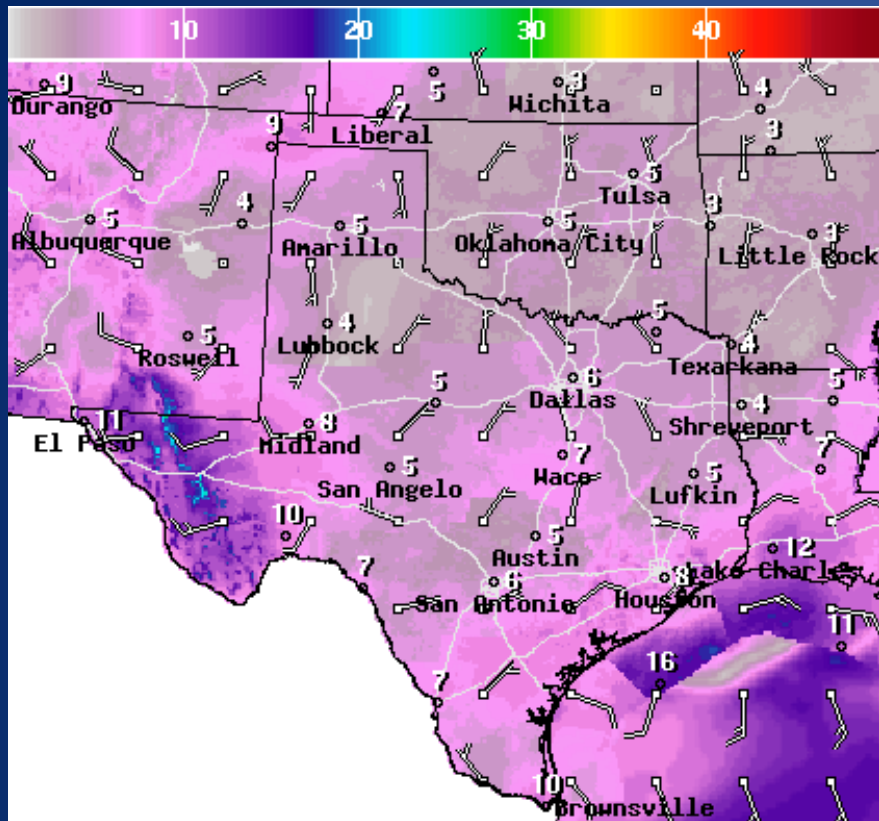 10 20 30 40
9 5 3 4
Durango Wichita
7
Liberal
9 3
5
Tulsa
5 4 5 5 3 3
Albuquerque Amarillo Oklahoma City Little Rock
5 4 5 4
Roswell Lubbock Texarkana
6
Dallas
5 4 5
11 8 Shreveport
El Paso Midland
7 7
5 Waco 5
San Angelo Lufkin
10 5 12
Austin
7 6 8 Lake Charles
San Antonio Houston
11
16
7
10
Brownsville